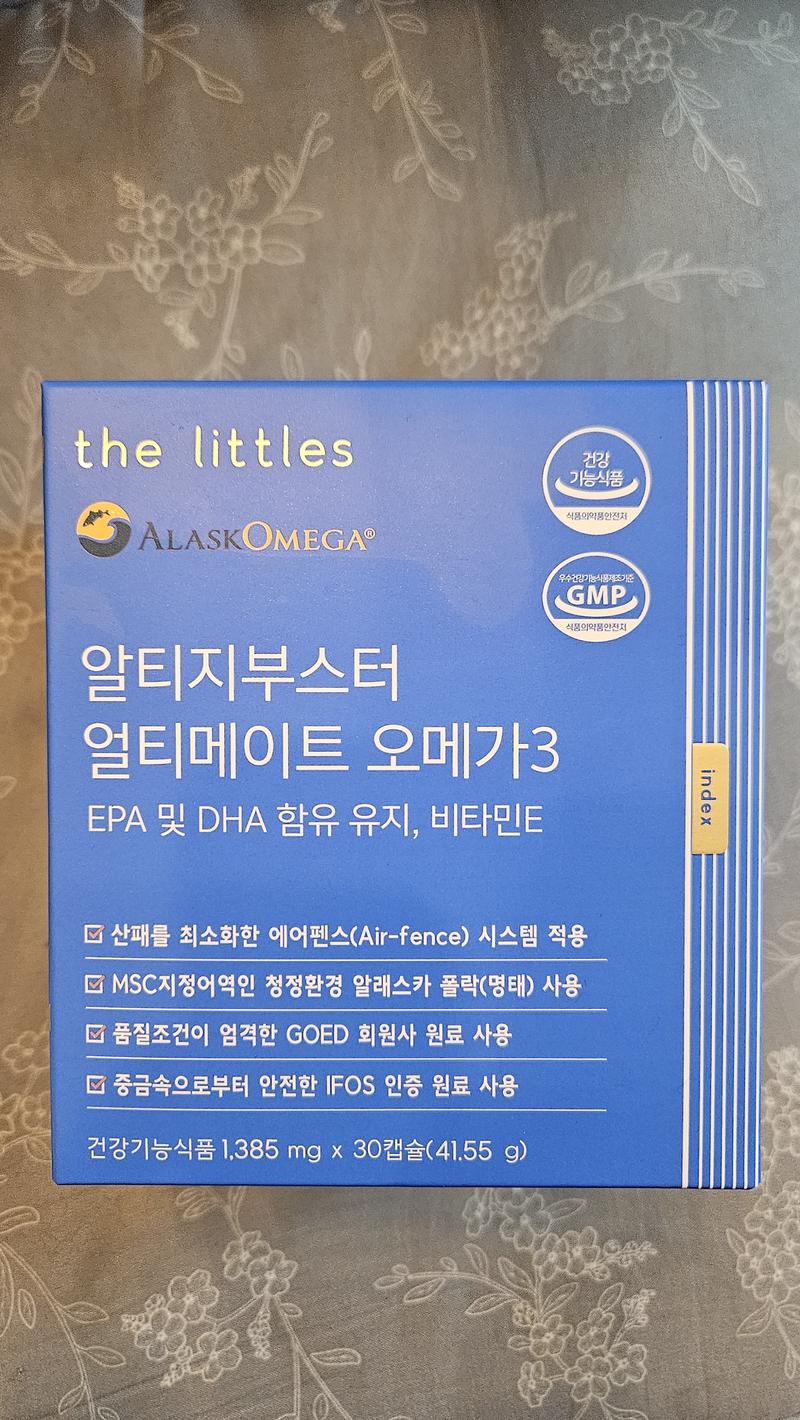 the littles
ALASKOMEGA®
건강
기능식품
식품의약품안전처
우수건강기능식품제조기준
GMP
식품의약품안전처
알티지부스터
얼티메이트 오메가3
EPA 및 DHA 함유 유지, 비타민E
index
산패를 최소화한 에어펜스(Air-fence) 시스템 적용
MSC지정어역인 청정환경 알래스카 폴락(명태) 사용
품질조건이 엄격한 GOED 회원사 원료 사용
중금속으로부터 안전한 IFOS 인증 원료 사용
건강기능식품 1,385 mg x 30캡슐(41.55 g)